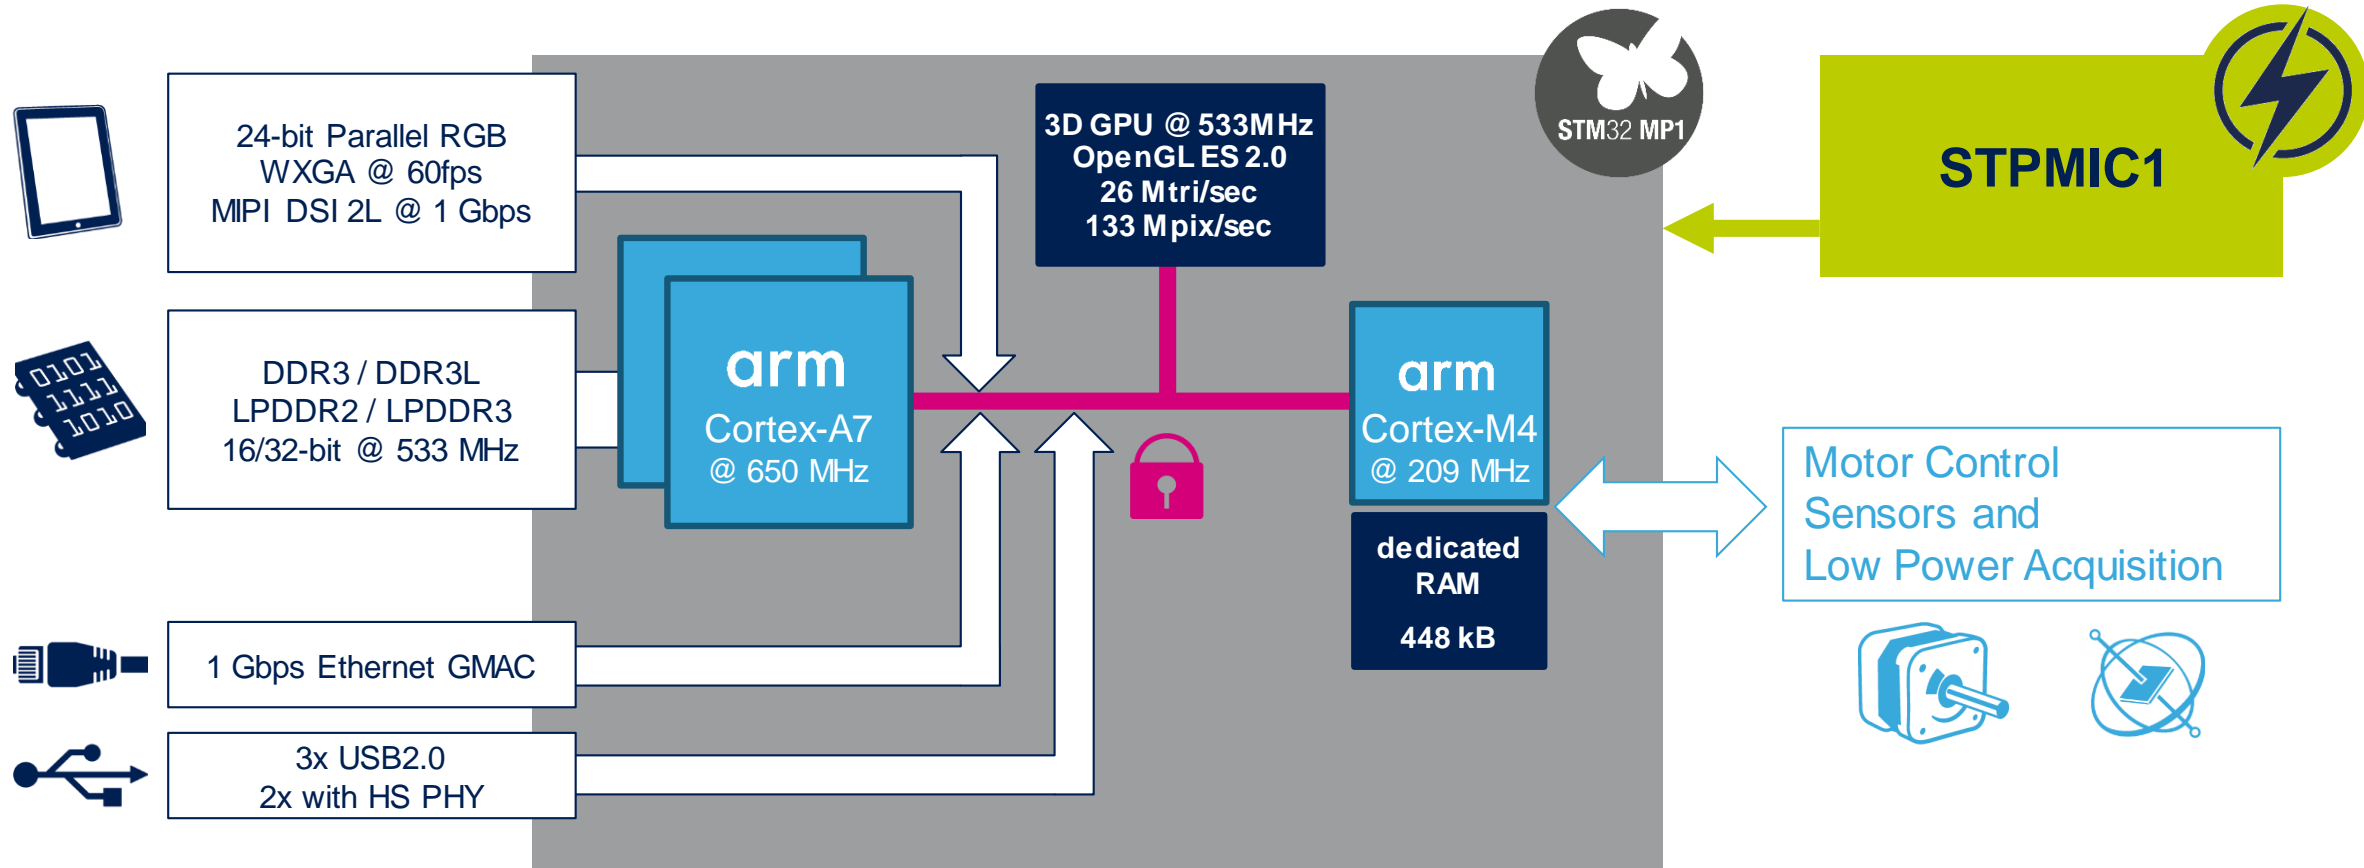 24-bit Parallel RGB
WXGA @ 60fps
MIPI DSI 2L @ 1 Gbps
DDR3 / DDR3L
LPDDR2 / LPDDR3
16/32-bit @ 533 MHz
0101
1111
1010
1 Gbps Ethernet GMAC
3x USB2.0
2x with HS PHY
arm
Cortex-A7
@ 650 MHz
3D GPU @ 533MHz
OpenGL ES 2.0
26 Mtri/sec
133 Mpix/sec
arm
Cortex-M4
@ 209 MHz
dedicated
RAM
448 kB
STM32 MP1
STPMIC1
Motor Control
Sensors and
Low Power Acquisition